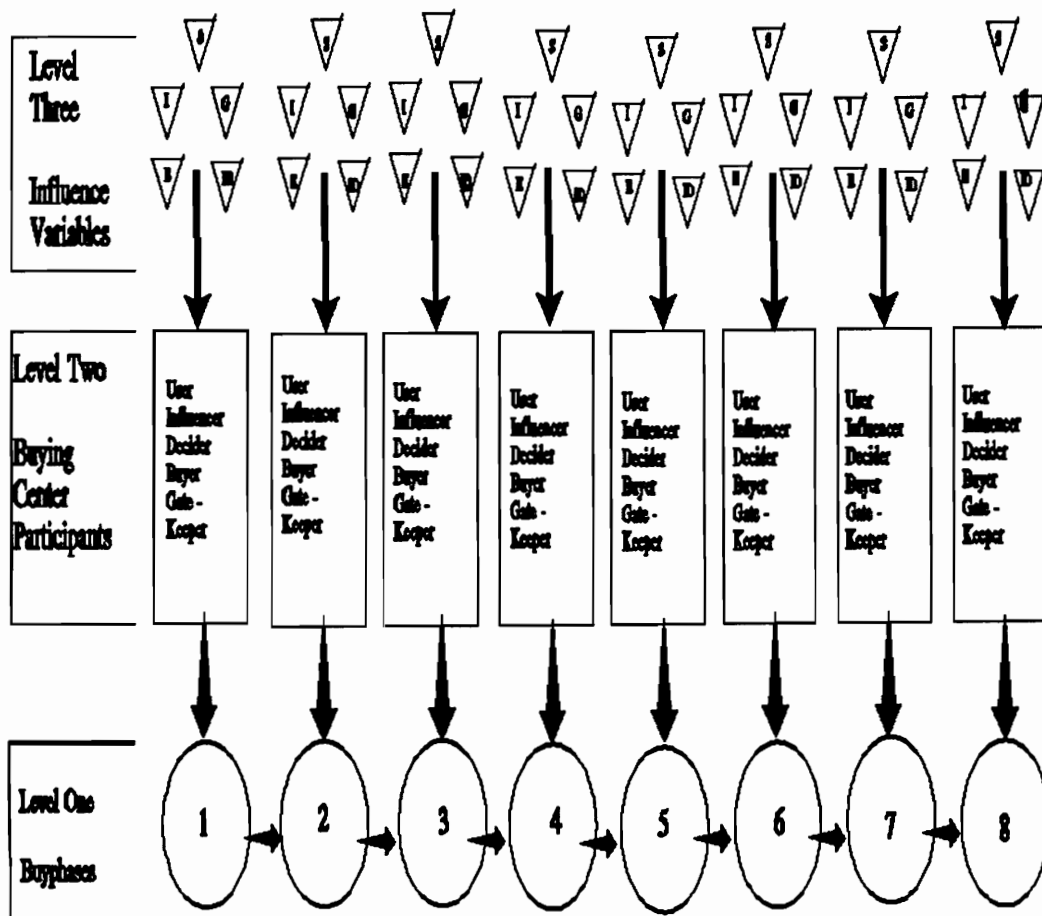 Level
Three
Influence
Variables
S S S S S S S S
I G I I I G I G I I G I
Level Two
Buying
Center
Participants
User
Influencer
Decider
Buyer
Gate -
Keeper
User
Influencer
Decider
Buyer
Gate -
Keeper
User
Influencer
Decider
Buyer
Gate -
Keeper
User
Influencer
Decider
Buyer
Gate -
Keeper
User
Influencer
Decider
Buyer
Gate -
Keeper
User
Influencer
Decider
Buyer
Gate -
Keeper
User
Influencer
Decider
Buyer
Gate -
Keeper
User
Influencer
Decider
Buyer
Gate -
Keeper
Level One
Buyphases
1 2 3 4 5 6 7 8